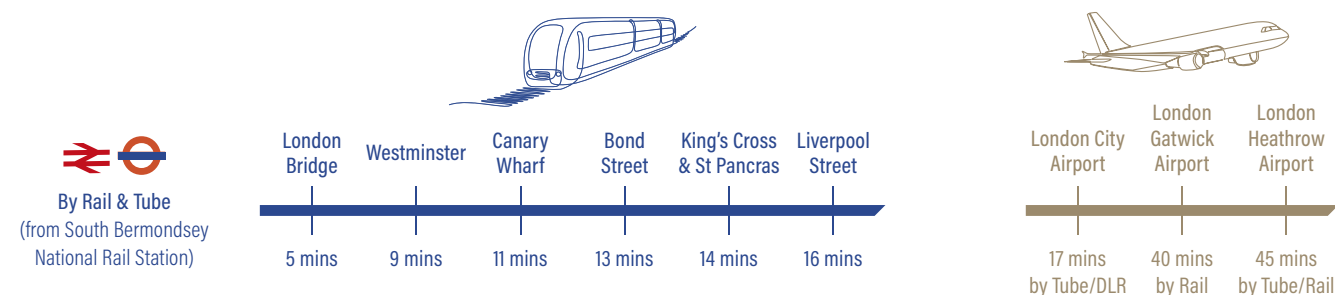 By Rail & Tube
(from South Bermondsey
National Rail Station)
London
Bridge
5 mins
Westminster
9 mins
Canary
Wharf
11 mins
Bond
Street
13 mins
King's Cross
& St Pancras
14 mins
Liverpool
Street
16 mins
London City
Airport
17 mins
by Tube/DLR
London
Gatwick
Airport
40 mins
by Rail
London
Heathrow
Airport
45 mins
by Tube/Rail